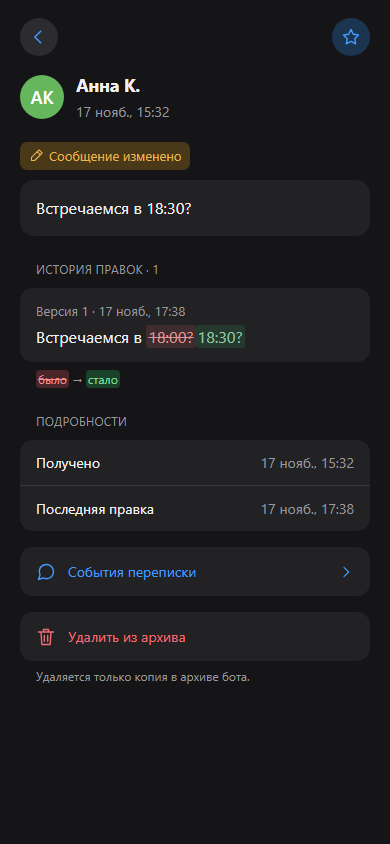 АК
Анна К.
17 нояб., 15:32
Сообщение изменено
Встречаемся в 18:30?
ИСТОРИЯ ПРАВОК · 1
Версия 1 · 17 нояб., 17:38
Встречаемся в 18:00? 18:30?
было → стало
ПОДРОБНОСТИ
Получено 17 нояб., 15:32
Последняя правка 17 нояб., 17:38
События переписки
Удалить из архива
Удаляется только копия в архиве бота.